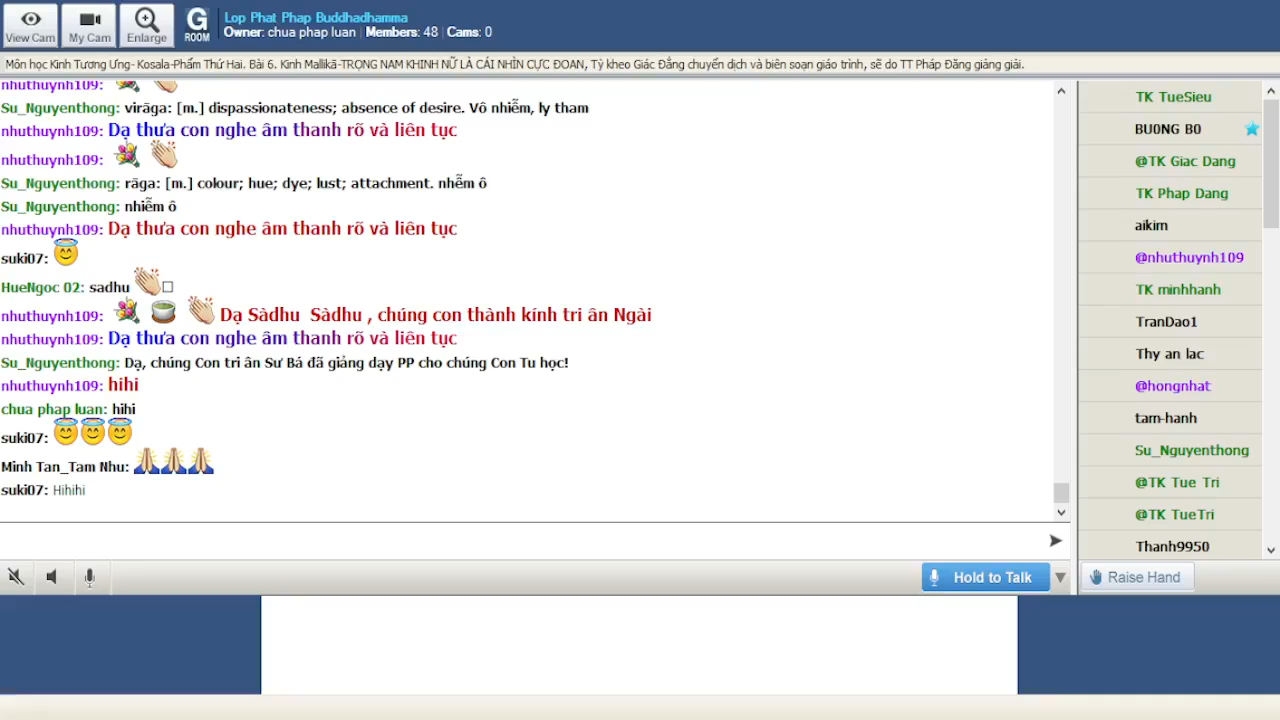 View Cam
My Cam
Enlarge
G
ROOM
Lop Phat Phap Buddhadhamma
Owner: chua phap luan | Members: 48 | Cams: 0
Môn học Kinh Tương Ưng- Kosala-Phẩm Thứ Hai. Bài 6. Kinh Mallikā-TRỌNG NAM KHINH NỮ LÀ CÁI NHÌN CỰC ĐOAN, Tỳ kheo Giác Đẳng chuyển dịch và biên soạn giáo trình, sẽ do TT Pháp Đăng giảng giải.
nhuthuynh109:
Su_Nguyenthong: virāga: [m.] dispassionateness; absence of desire. Vô nhiễm, ly tham
nhuthuynh109: Dạ thưa con nghe âm thanh rõ và liên tục
nhuthuynh109:
Su_Nguyenthong: rāga: [m.] colour; hue; dye; lust; attachment. nhễm ô
Su_Nguyenthong: nhiễm ô
nhuthuynh109: Dạ thưa con nghe âm thanh rõ và liên tục
suki07:
HueNgoc 02: sadhu
nhuthuynh109: Dạ Sàdhu Sàdhu , chúng con thành kính tri ân Ngài
nhuthuynh109: Dạ thưa con nghe âm thanh rõ và liên tục
Su_Nguyenthong: Dạ, chúng Con tri ân Sư Bá đã giảng dạy PP cho chúng Con Tu học!
nhuthuynh109: hihi
chua phap luan: hihi
suki07:
Minh Tan_Tam Nhu:
suki07: Hihihi
TK TueSieu
BU0NG B0
@TK Giac Dang
TK Phap Dang
aikim
@nhuthuynh109
TK minhhanh
TranDao1
Thy an lac
@hongnhat
tam-hanh
Su_Nguyenthong
@TK Tue Tri
@TK TueTri
Thanh9950
Hold to Talk
Raise Hand